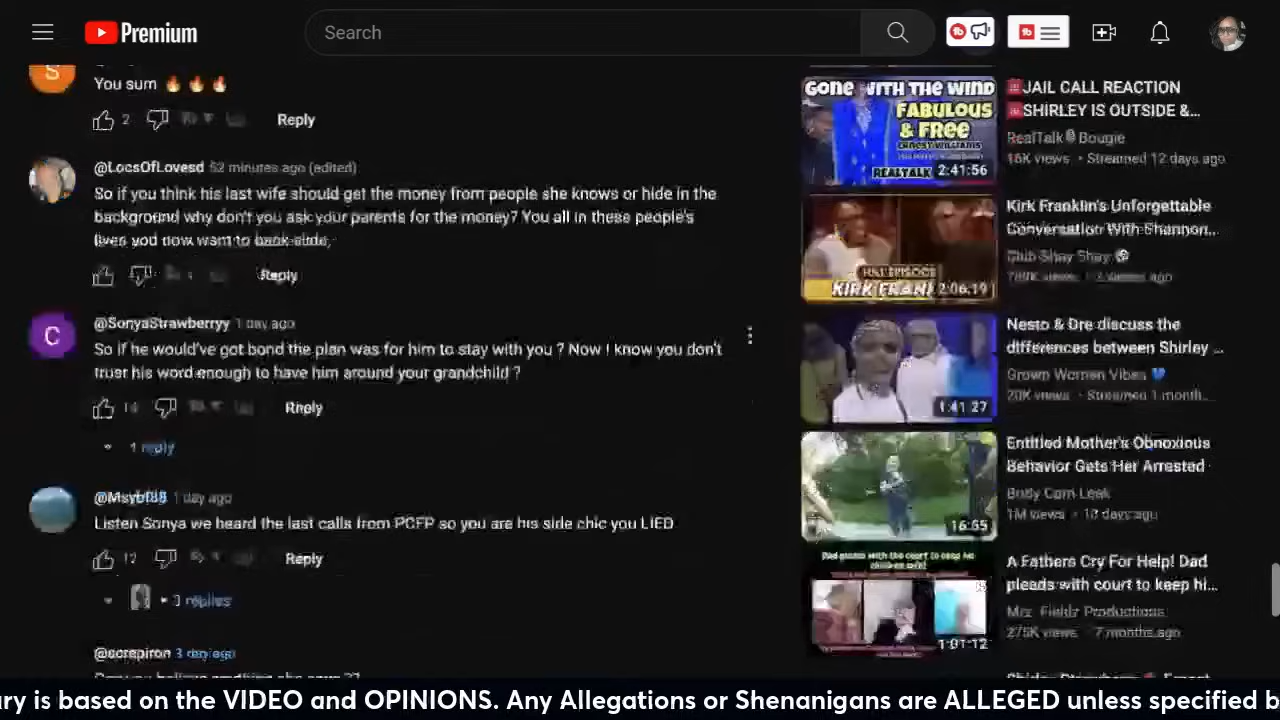 Premium
Search
You sum 🔥 🔥 🔥
2
Reply
@LocsOfLovesd 52 minutes ago (edited)
So if you think his last wife should get the money from people she knows or hide in the
background why don't you ask your parents for the money? You all in these people's
lives you now want to back slide,
Reply
@SonyaStrawberryy 1 day ago
So if he would've got bond the plan was for him to stay with you ? Now I know you don't
trust his word enough to have him around your grandchild ?
14
Reply
1 reply
1 day ago
Listen Sonya we heard the last calls from PCFP so you are his side chic you LIED
12
Reply
3 replies
3 day ago
GONE WITH THE WIND
FABULOUS
& FREE
ERNEST WILLIAMS
REALTALK
2:41:56
JAIL CALL REACTION
SHIRLEY IS OUTSIDE &...
RealTalk Bougie
16K views • Streamed 12 days ago
FULL EPISODE
KIRK FRANK
2:06:19
Kirk Franklin's Unforgettable
Conversation With Shannon...
Club Shay Shay
1:41:27
Nesto & Dre discuss the
differences between Shirley ...
Grown Women Vibes 💙
20K views • Streamed 1 month...
16:55
Entitled Mother's Obnoxious
Behavior Gets Her Arrested
Body Cam Leak
1M views • 10 days ago
1:01:12
A Fathers Cry For Help! Dad
pleads with court to keep hi...
Mrz. Fields Productions
275K views • 7 months ago
ary is based on the VIDEO and OPINIONS. Any Allegations or Shenanigans are ALLEGED unless specified b